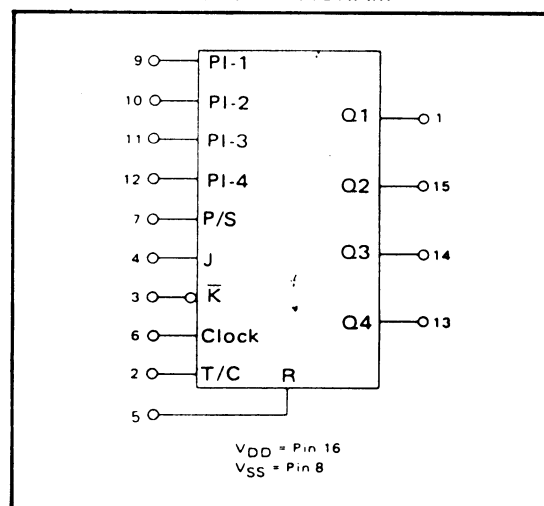 9 PI-1
10 PI-2
11 PI-3
12 PI-4
7 P/S
4 J
3 K̅
6 Clock
2 T/C
5
R
Q1 1
Q2 15
Q3 14
Q4 13
VDD = Pin 16
VSS = Pin 8